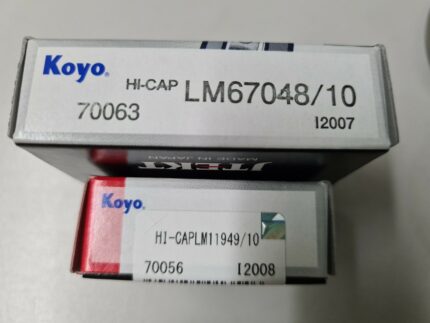 Koyo®
HI-CAP LM67048/10
70063
I2007
MADE IN JAPAN
JTEKT
Koyo®
HI-CAPLM11949/10
70056 I2008